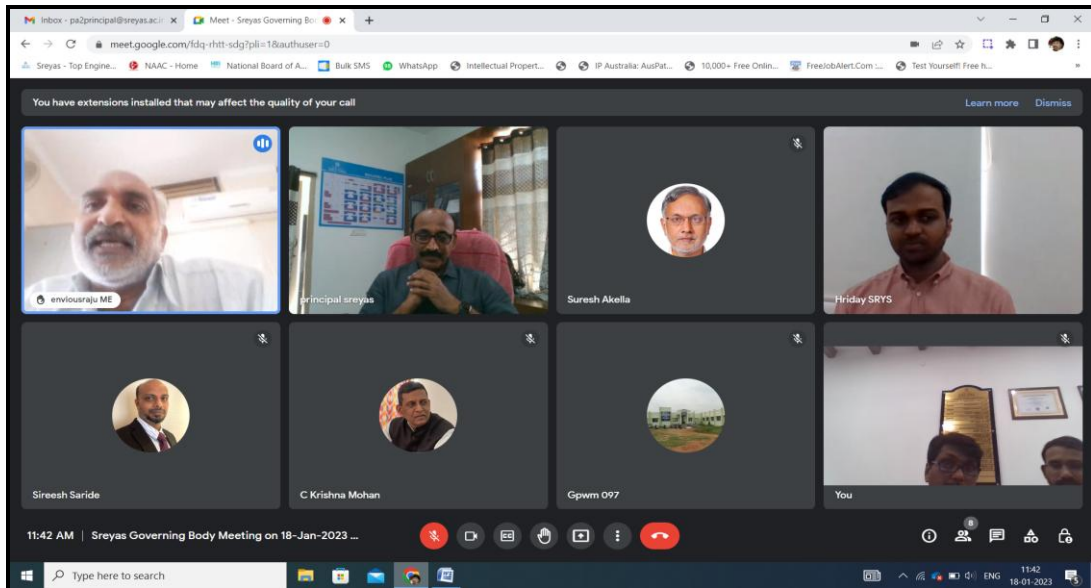 Inbox - pa2principal@sreyas.ac.in
Meet - Sreyas Governing Bo
meet.google.com/fdq-rhtt-sdg?pli=1&authuser=0
Sreyas - Top Engine...
NAAC - Home
National Board of A...
Bulk SMS
WhatsApp
Intellectual Propert...
IP Australia: AusPat...
10,000+ Free Onlin...
FreeJobAlert.Com :...
Test Yourself! Free h...
You have extensions installed that may affect the quality of your call
Learn more
Dismiss
enviousraju ME
principal sreyas
Suresh Akella
Hriday SRYS
Sireesh Saride
C Krishna Mohan
Gpwm 097
You
11:42 AM | Sreyas Governing Body Meeting on 18-Jan-2023 ...
8
Type here to search
ENG
11:42
18-01-2023